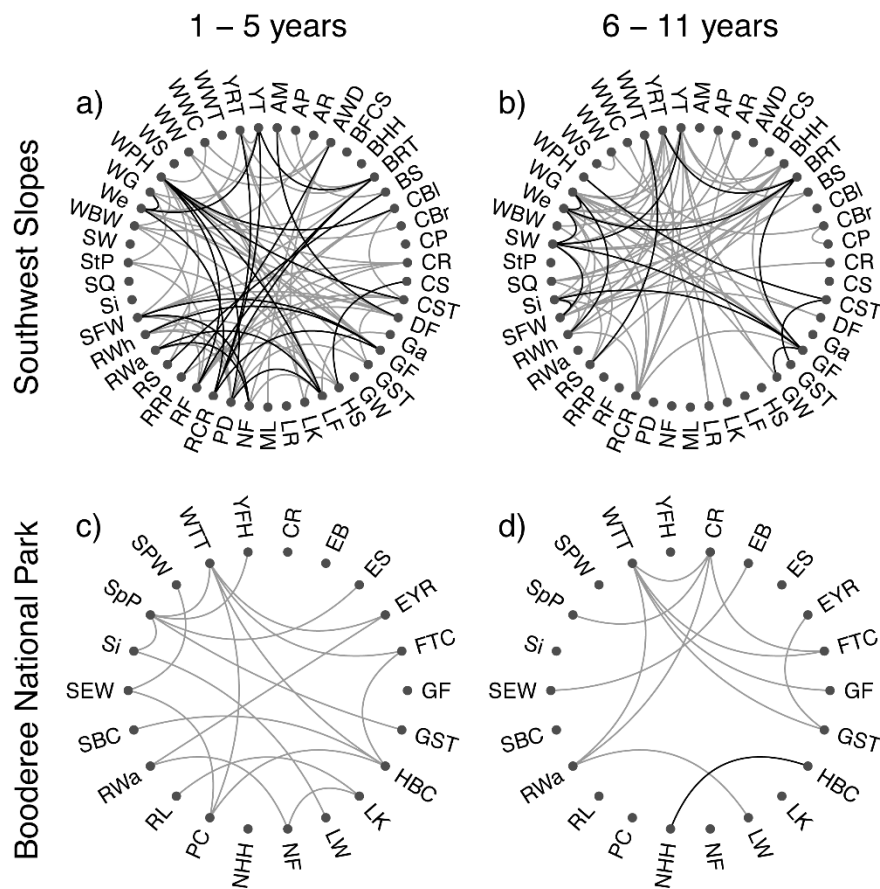 1 – 5 years
6 – 11 years
Southwest Slopes
a)
YT
AM
AP
AR
AWD
BFCS
BHH
BRT
BS
CBl
CBr
CP
CR
CS
CST
DF
Ga
GF
GST
GW
HS
LF
LK
LR
ML
NF
PD
RCR
RF
RRP
RS
RWa
RWh
SFW
Si
SQ
StP
SW
WBW
We
WG
WPH
WS
WW
WWC
WWT
YRT
b)
YT
AM
AP
AR
AWD
BFCS
BHH
BRT
BS
CBl
CBr
CP
CR
CS
CST
DF
Ga
GF
GST
GW
HS
LF
LK
LR
ML
NF
PD
RCR
RF
RRP
RS
RWa
RWh
SFW
Si
SQ
StP
SW
WBW
We
WG
WPH
WS
WW
WWC
WWT
YRT
Booderee National Park
c)
CR
EB
ES
EYR
FTC
GF
GST
HBC
LK
LW
NF
NHH
PC
RL
RWa
SBC
SEW
Si
SpP
SPW
WTT
YFH
d)
CR
EB
ES
EYR
FTC
GF
GST
HBC
LK
LW
NF
NHH
PC
RL
RWa
SBC
SEW
Si
SpP
SPW
WTT
YFH